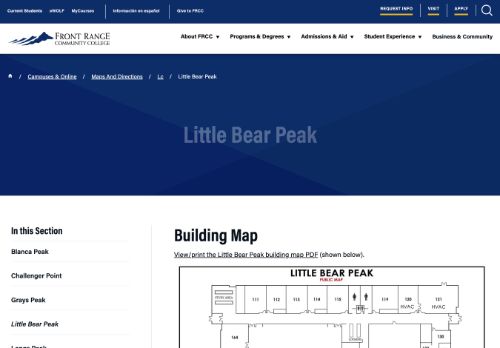 Current Students eWOLF MyCourses Información en español Give to FRCC REQUEST INFO VISIT APPLY
FRONT RANGE
COMMUNITY COLLEGE
About FRCC Programs & Degrees Admissions & Aid Student Experience Business & Community
/ Campuses & Online / Maps And Directions / Lc / Little Bear Peak
Little Bear Peak
In this Section
Blanca Peak
Challenger Point
Grays Peak
Little Bear Peak
Building Map
View/print the Little Bear Peak building map PDF (shown below).
LITTLE BEAR PEAK
PUBLIC MAP
111 112 113 114 115 119 120 121
HVAC HVAC